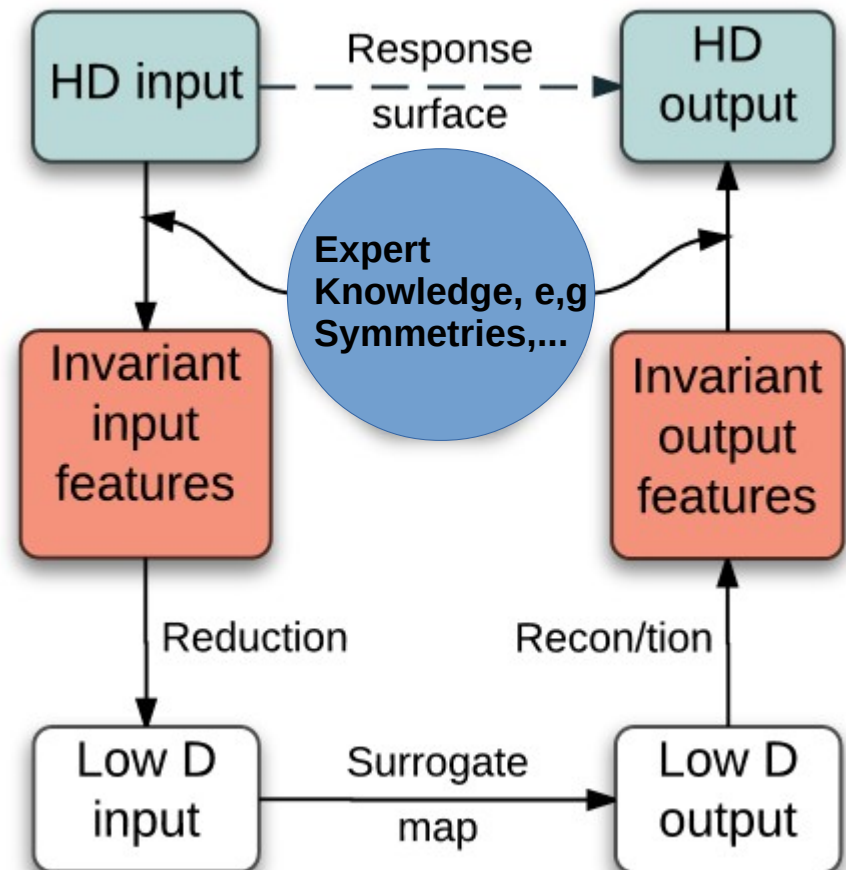 HD input
Response
surface
HD
output
Expert
Knowledge, e,g
Symmetries,...
Invariant
input
features
Invariant
output
features
Reduction
Recon/tion
Low D
input
Surrogate
map
Low D
output